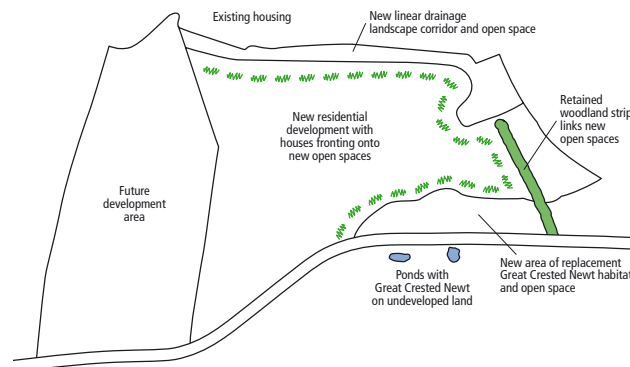 Existing housing
New linear drainage
landscape corridor and open space
Retained
woodland strip
links new
open spaces
New residential
development with
houses fronting onto
new open spaces
Future
development
area
Ponds with
Great Crested Newt
on undeveloped land
New area of replacement
Great Crested Newt habitat
and open space